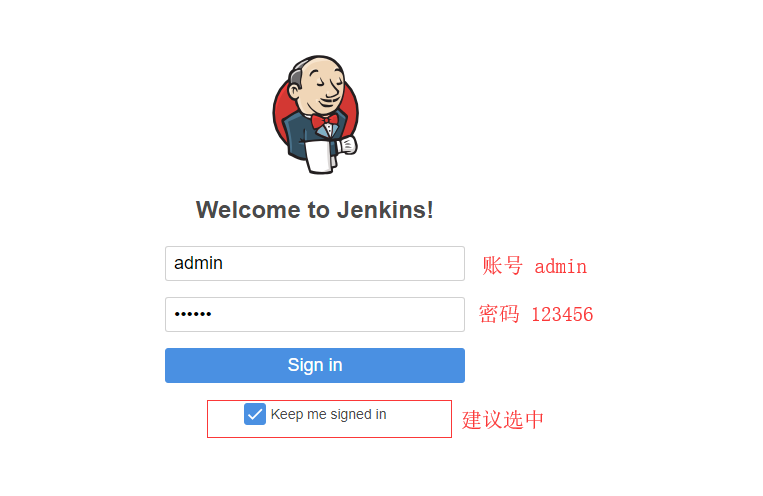 Welcome to Jenkins!
admin 账号 admin
•••••• 密码 123456
Sign in
Keep me signed in 建议选中